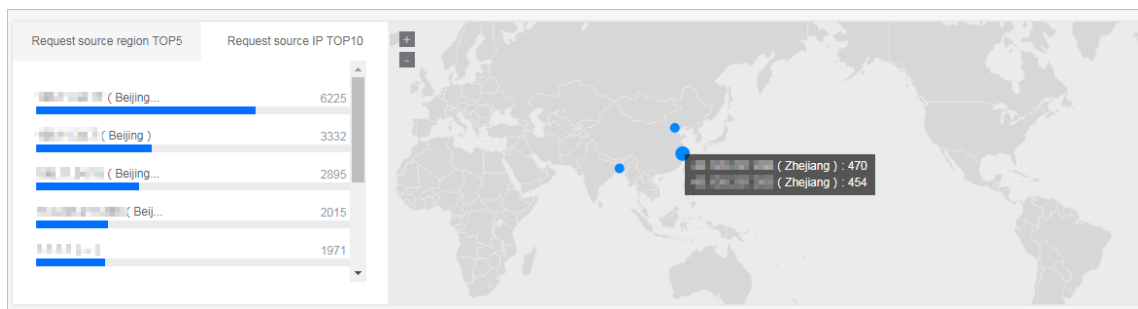 Request source region TOP5
Request source IP TOP10
( Beijing... 6225
( Beijing ) 3332
( Beijing... 2895
( Beij... 2015
1971
+
-
( Zhejiang ) : 470
( Zhejiang ) : 454